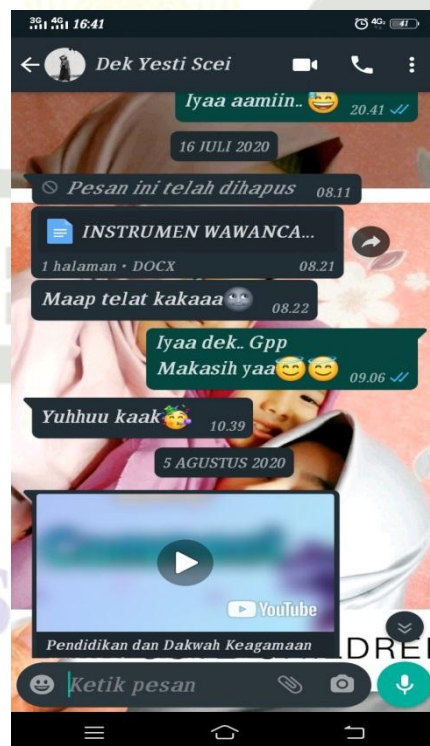 3G 4G 16:41
4G 41
Dek Yesti Scei
Iyaa aamiin.. 20.41
16 JULI 2020
Pesan ini telah dihapus 08.11
INSTRUMEN WAWANCA...
1 halaman • DOCX 08.21
Maap telat kakaaa 08.22
Iyaa dek.. Gpp
Makasih yaa 09.06
Yuhhuu kaak 10.39
5 AGUSTUS 2020
YouTube
Pendidikan dan Dakwah Keagamaan
Ketik pesan